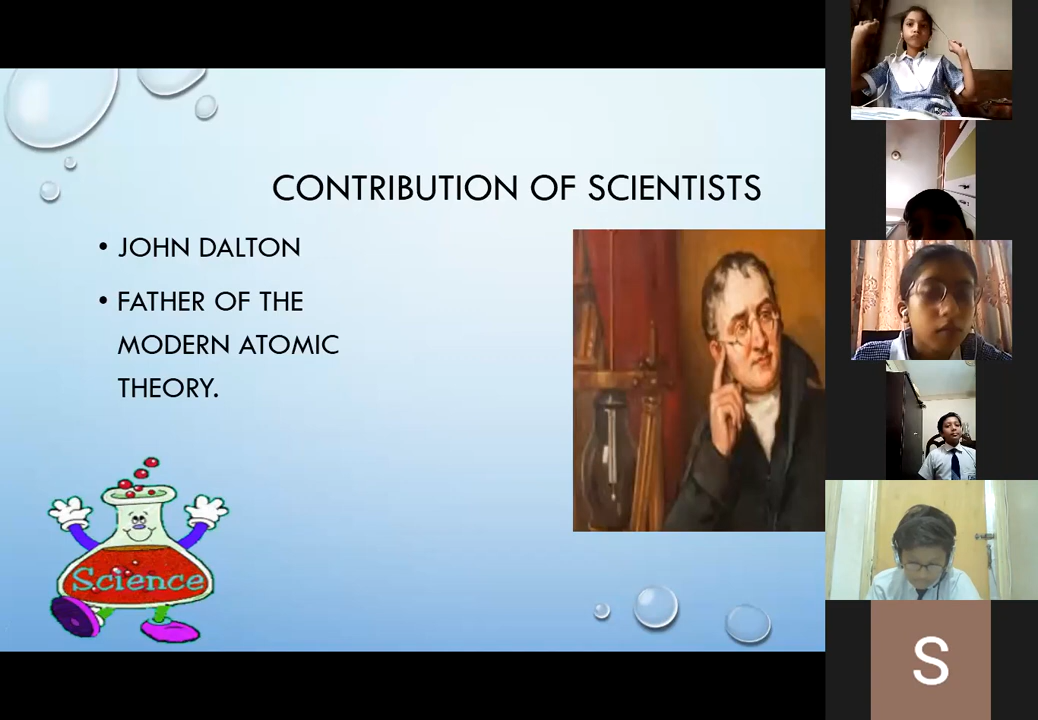 CONTRIBUTION OF SCIENTISTS
• JOHN DALTON
• FATHER OF THE
MODERN ATOMIC
THEORY.
Science
S